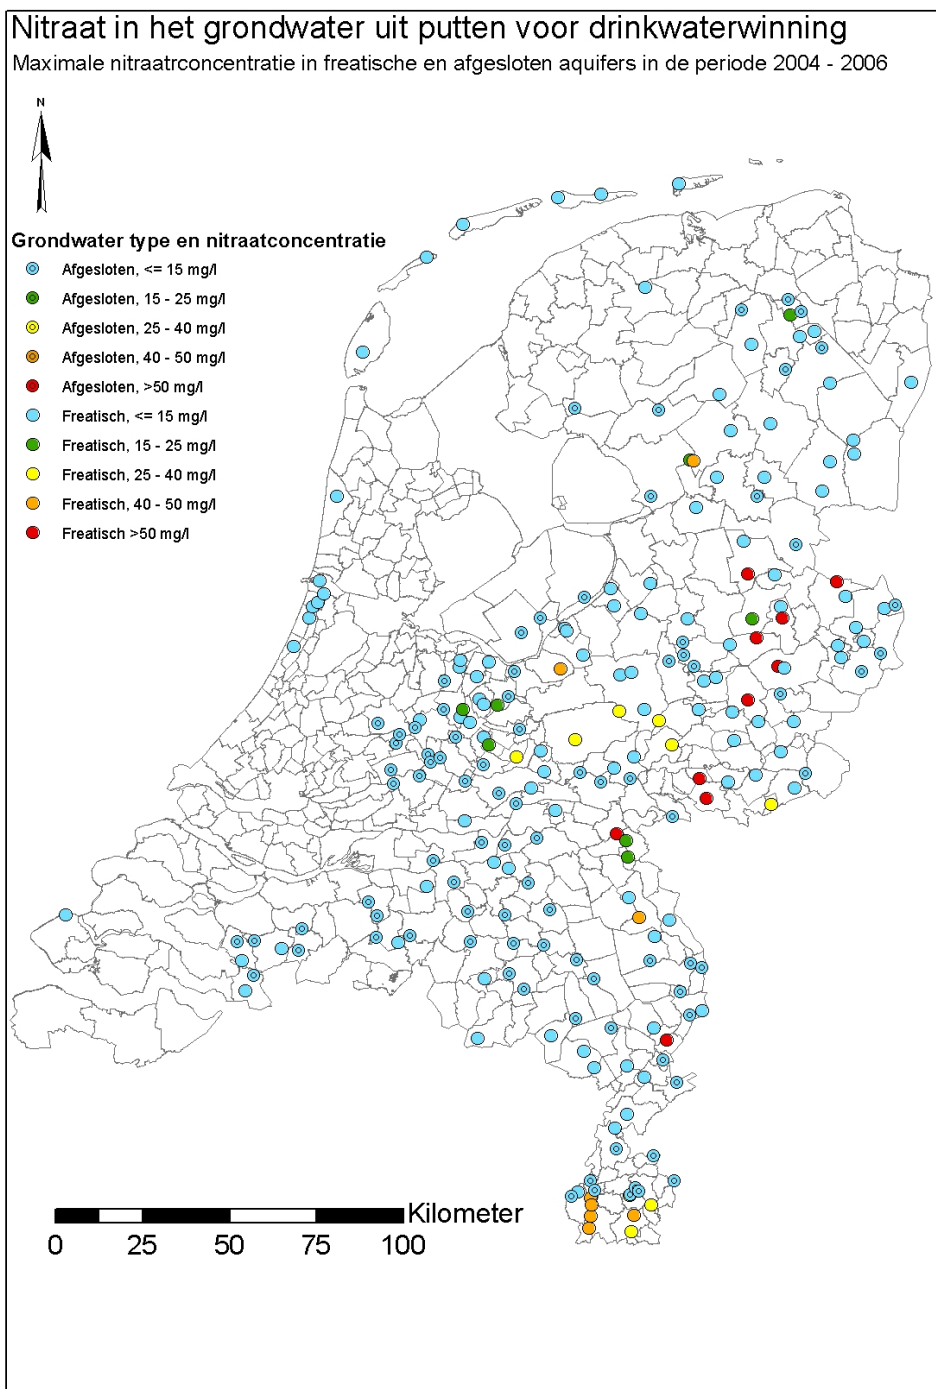 Nitraat in het grondwater uit putten voor drinkwaterwinning
Maximale nitraatrconcentratie in freatische en afgesloten aquifers in de periode 2004 - 2006
N
Grondwater type en nitraatconcentratie
Afgesloten, <= 15 mg/l
Afgesloten, 15 - 25 mg/l
Afgesloten, 25 - 40 mg/l
Afgesloten, 40 - 50 mg/l
Afgesloten, >50 mg/l
Freatisch, <= 15 mg/l
Freatisch, 15 - 25 mg/l
Freatisch, 25 - 40 mg/l
Freatisch, 40 - 50 mg/l
Freatisch >50 mg/l
Kilometer
0 25 50 75 100